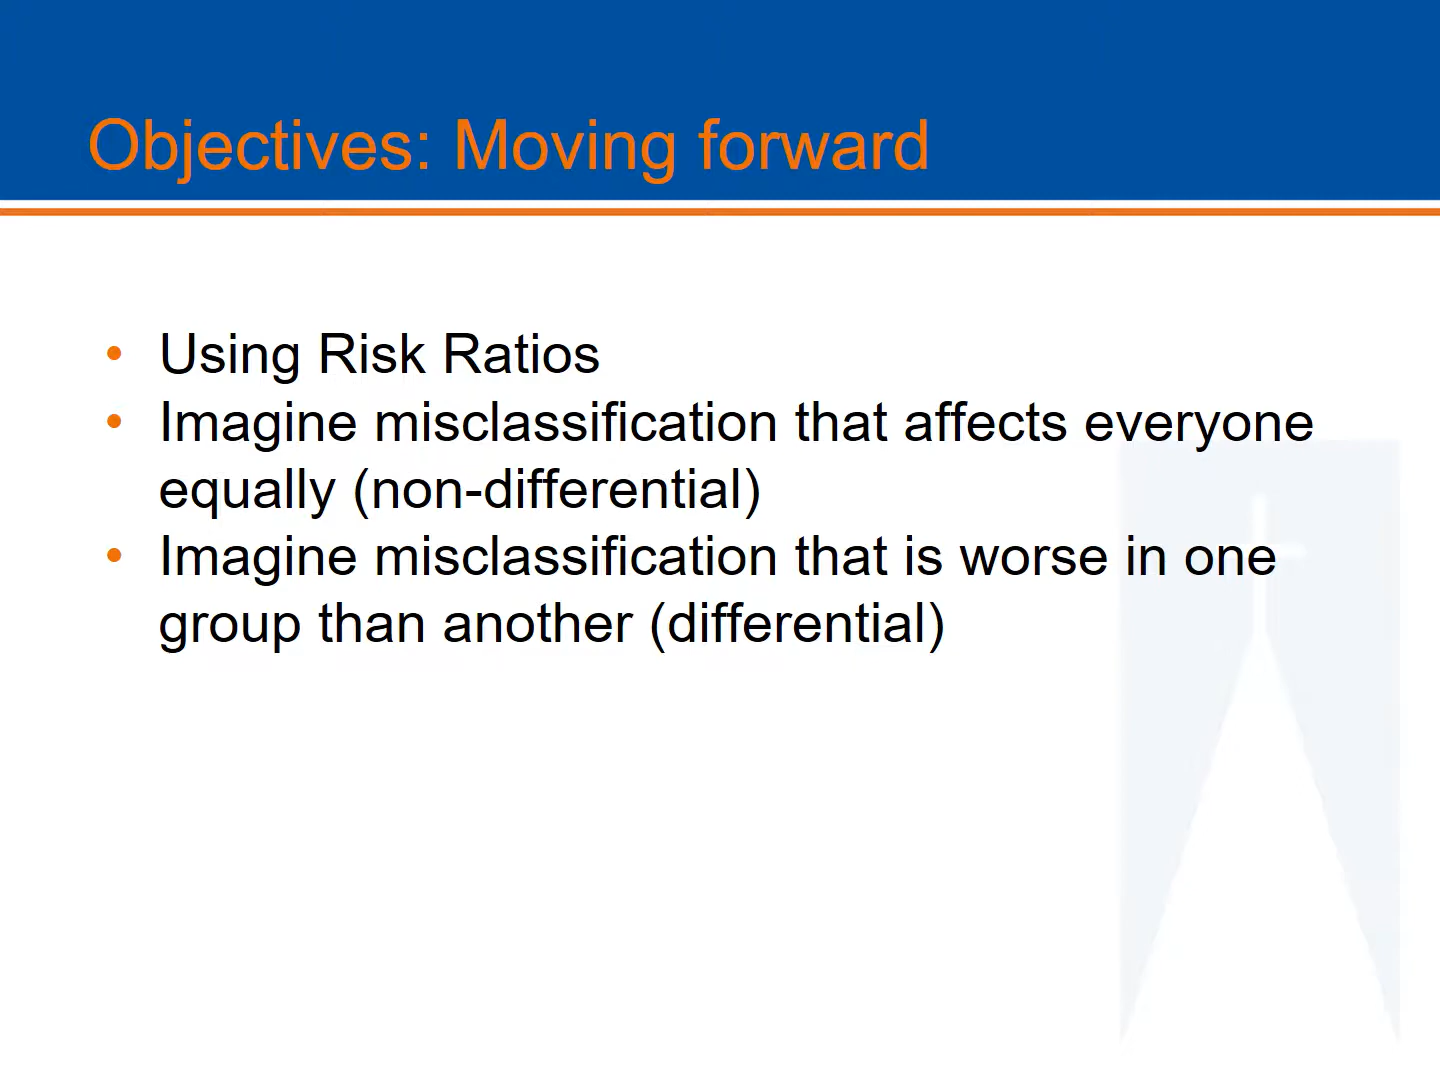 Objectives: Moving forward
• Using Risk Ratios
• Imagine misclassification that affects everyone
equally (non-differential)
• Imagine misclassification that is worse in one
group than another (differential)